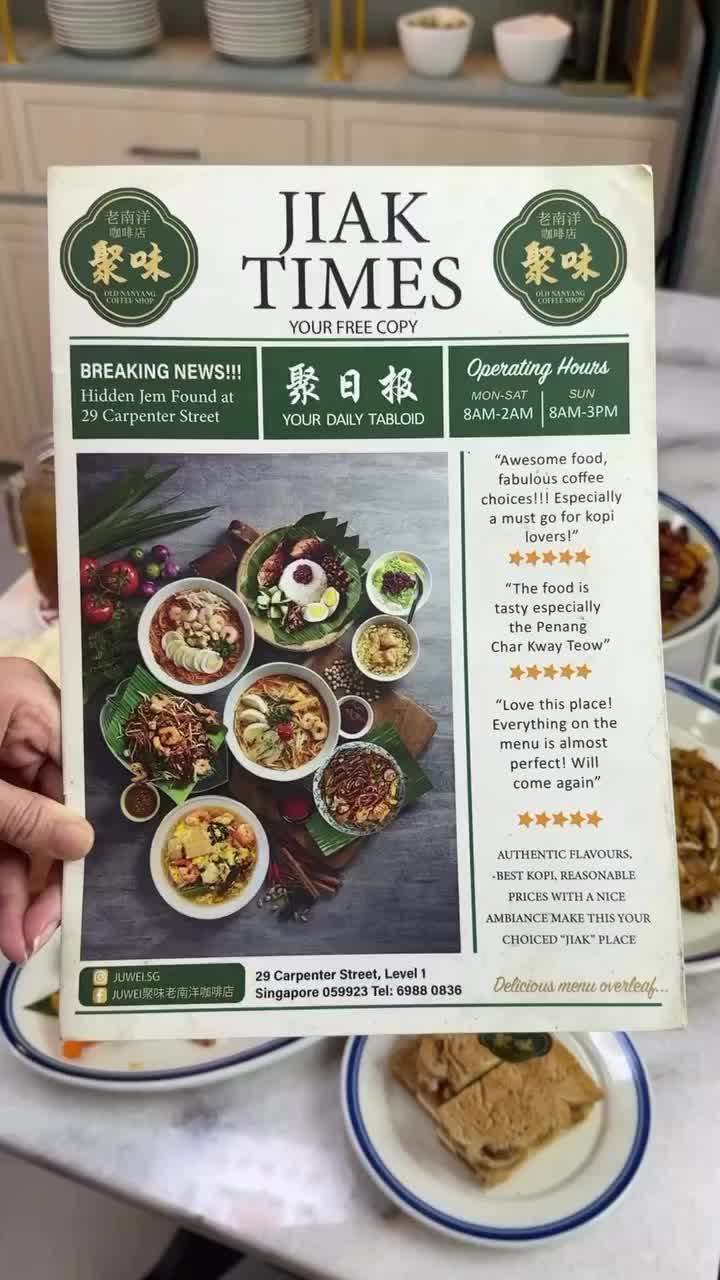 老南洋
咖啡店
聚味
OLD NANYANG
COFFEE SHOP
JIAK
TIMES
YOUR FREE COPY
老南洋
咖啡店
聚味
OLD NANYANG
COFFEE SHOP
BREAKING NEWS!!!
Hidden Jem Found at
29 Carpenter Street
聚日报
YOUR DAILY TABLOID
Operating Hours
MON-SAT
8AM-2AM
SUN
8AM-3PM
“Awesome food,
fabulous coffee
choices!!! Especially
a must go for kopi
lovers!”
“The food is
tasty especially
the Penang
Char Kway Teow”
“Love this place!
Everything on the
menu is almost
perfect! Will
come again”
AUTHENTIC FLAVOURS,
BEST KOPI, REASONABLE
PRICES WITH A NICE
AMBIANCE MAKE THIS YOUR
CHOICED “JIAK” PLACE
JUWEI.SG
JUWEI聚味老南洋咖啡店
29 Carpenter Street, Level 1
Singapore 059923 Tel: 6988 0836
Delicious menu overleaf...